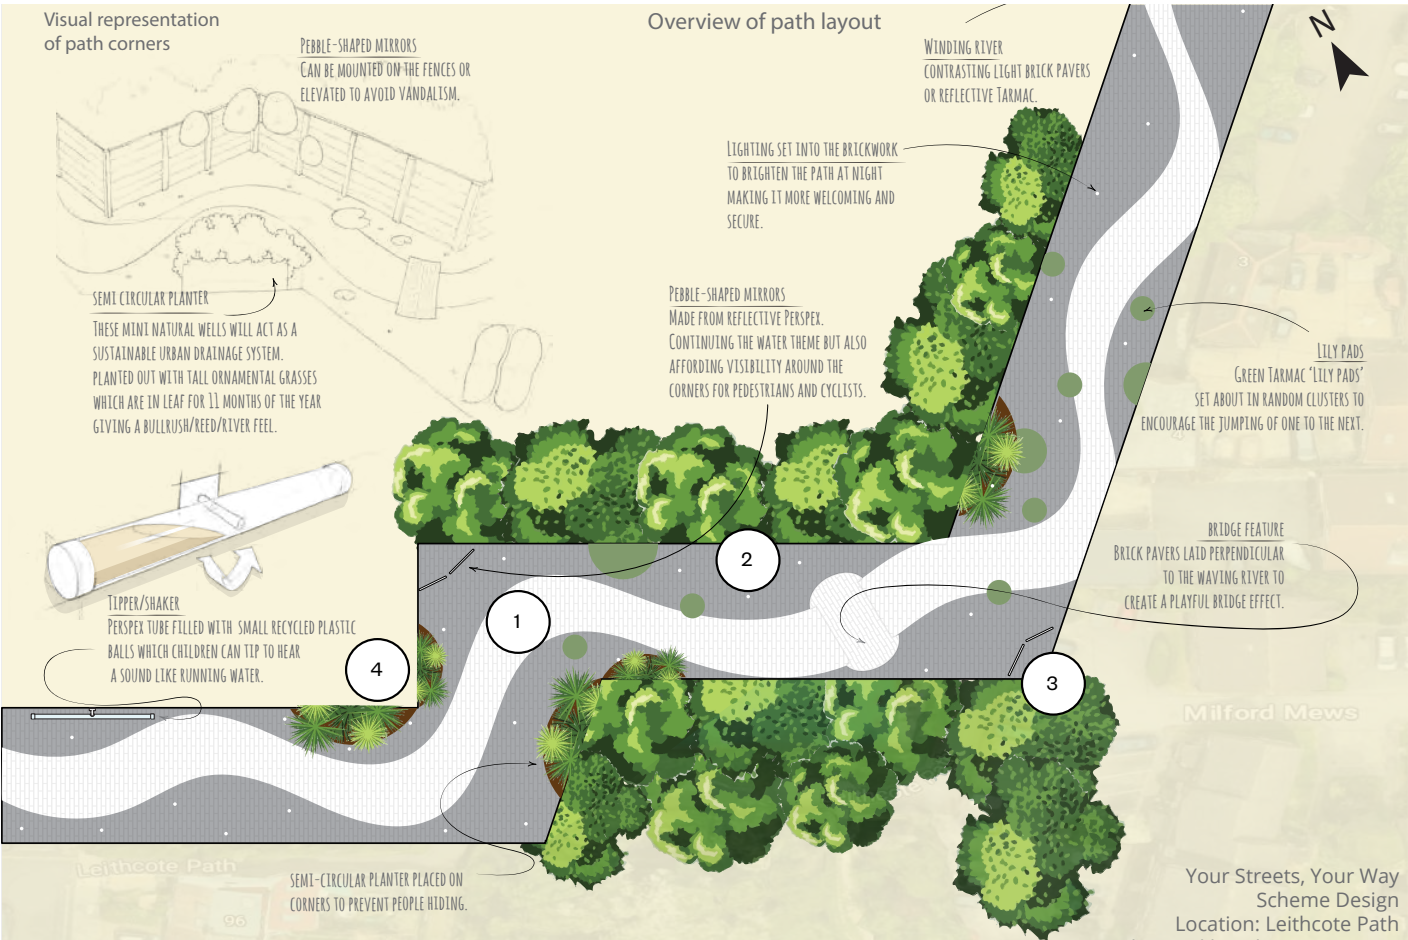 Visual representation
of path corners
Overview of path layout
N
PEBBLE-SHAPED MIRRORS
CAN BE MOUNTED ON THE FENCES OR
ELEVATED TO AVOID VANDALISM.
WINDING RIVER
CONTRASTING LIGHT BRICK PAVERS
OR REFLECTIVE TARMAC.
LIGHTING SET INTO THE BRICKWORK
TO BRIGHTEN THE PATH AT NIGHT
MAKING IT MORE WELCOMING AND
SECURE.
SEMI CIRCULAR PLANTER
THESE MINI NATURAL WELLS WILL ACT AS A
SUSTAINABLE URBAN DRAINAGE SYSTEM.
PLANTED OUT WITH TALL ORNAMENTAL GRASSES
WHICH ARE IN LEAF FOR 11 MONTHS OF THE YEAR
GIVING A BULLRUSH/REED/RIVER FEEL.
PEBBLE-SHAPED MIRRORS
MADE FROM REFLECTIVE PERSPEX.
CONTINUING THE WATER THEME BUT ALSO
AFFORDING VISIBILITY AROUND THE
CORNERS FOR PEDESTRIANS AND CYCLISTS.
LILY PADS
GREEN TARMAC 'LILY PADS'
SET ABOUT IN RANDOM CLUSTERS TO
ENCOURAGE THE JUMPING OF ONE TO THE NEXT.
BRIDGE FEATURE
BRICK PAVERS LAID PERPENDICULAR
TO THE WAVING RIVER TO
CREATE A PLAYFUL BRIDGE EFFECT.
TIPPER/SHAKER
PERSPEX TUBE FILLED WITH SMALL RECYCLED PLASTIC
BALLS WHICH CHILDREN CAN TIP TO HEAR
A SOUND LIKE RUNNING WATER.
2
1
4
3
Milford Mews
Leithcote Path
96
3
SEMI-CIRCULAR PLANTER PLACED ON
CORNERS TO PREVENT PEOPLE HIDING.
Your Streets, Your Way
Scheme Design
Location: Leithcote Path